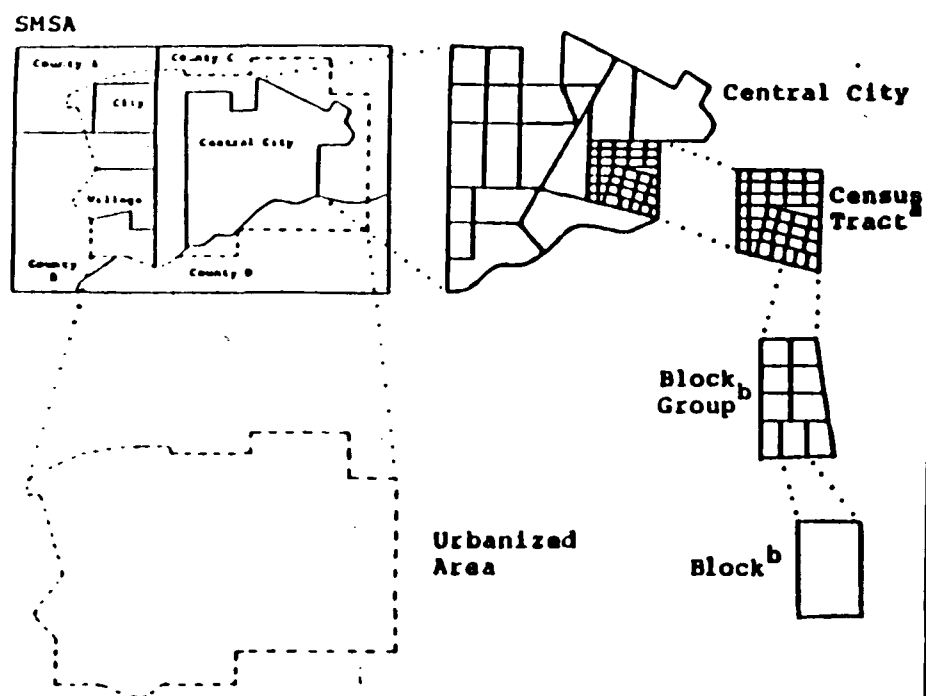 SMSA
County A
County C
City
Central City
Village
County B
County D
Central City
Census
Tract a
Block b
Group
Block b
Urbanized
Area